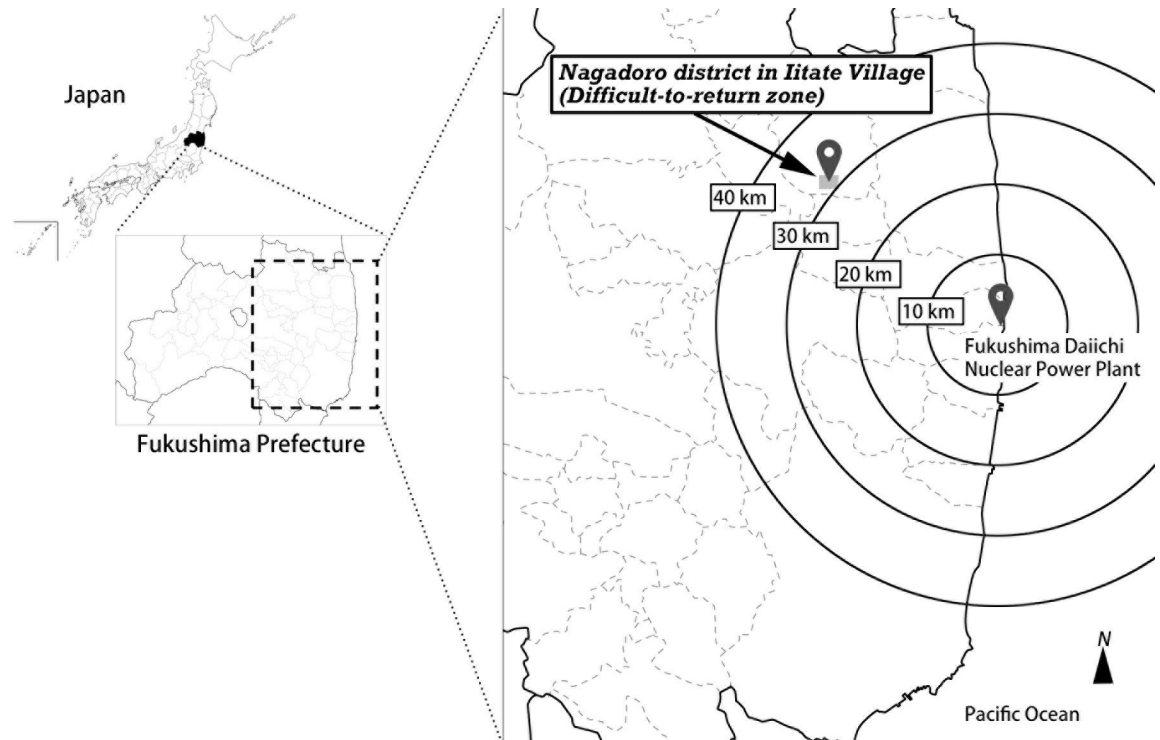 Japan
Fukushima Prefecture
Nagadoro district in Iitate Village
(Difficult-to-return zone)
40 km
30 km
20 km
10 km
Fukushima Daiichi
Nuclear Power Plant
N
Pacific Ocean